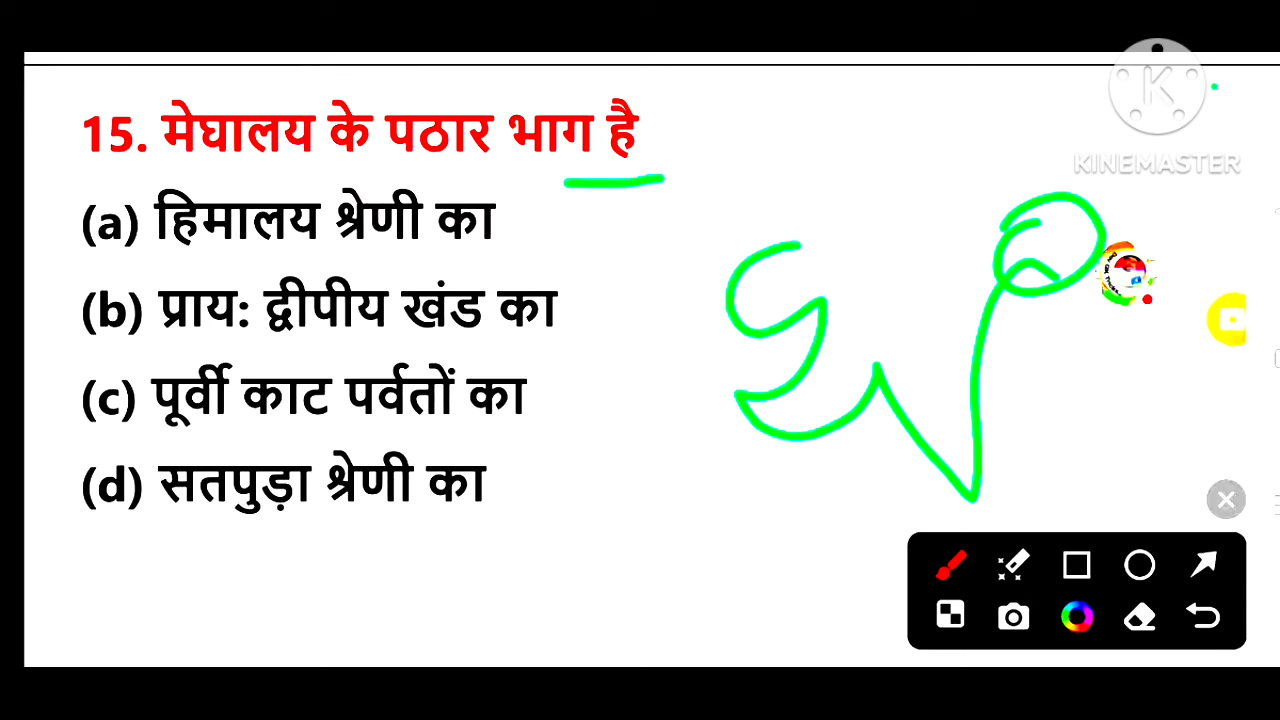 15. मेघालय के पठार भाग है
(a) हिमालय श्रेणी का
(b) प्राय: द्वीपीय खंड का
(c) पूर्वी काट पर्वतों का
(d) सतपुड़ा श्रेणी का
KINEMASTER